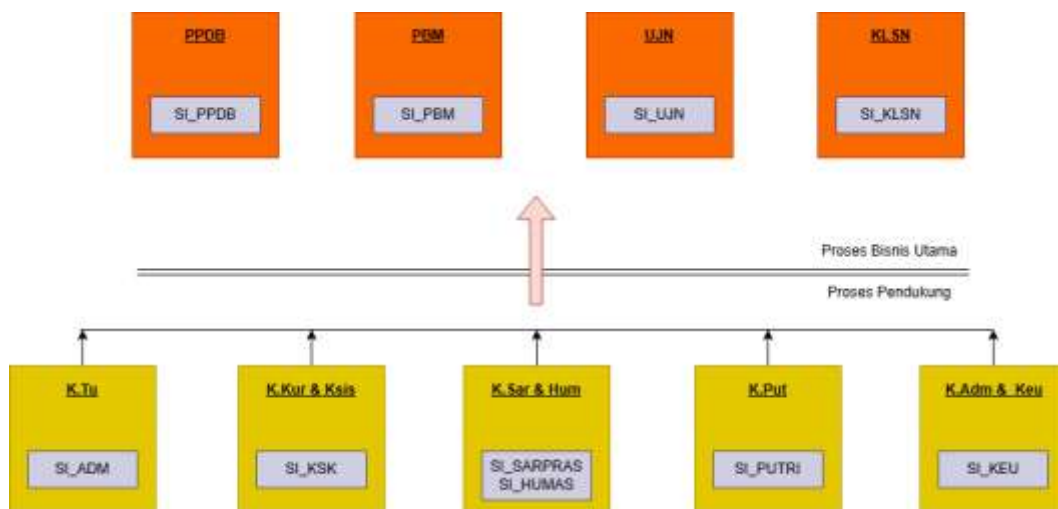 PPDB
PBM
UJN
KLSN
SI_PPDB
SI_PBM
SI_UJN
SI_KLSN
Proses Bisnis Utama
Proses Pendukung
K.Tu
K.Kur & Ksis
K.Sar & Hum
K.Put
K.Adm & Keu
SI_ADM
SI_KSK
SI_SARPRAS
SI_HUMAS
SI_PUTRI
SI_KEU